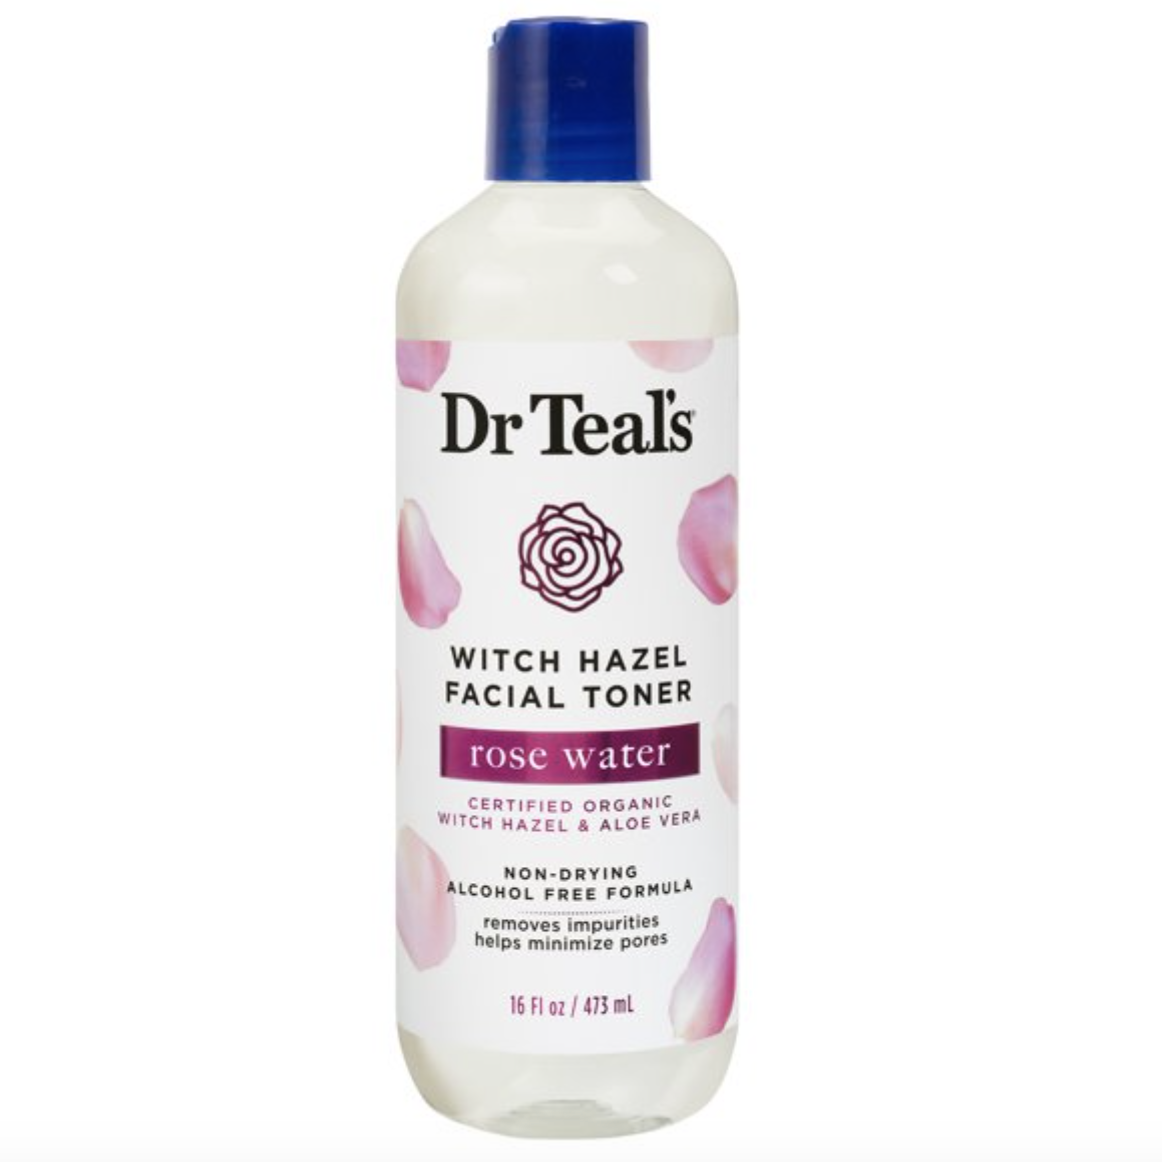 Dr Teal's
WITCH HAZEL
FACIAL TONER
rose water
CERTIFIED ORGANIC
WITCH HAZEL & ALOE VERA
NON-DRYING
ALCOHOL FREE FORMULA
removes impurities
helps minimize pores
16 Fl oz / 473 mL